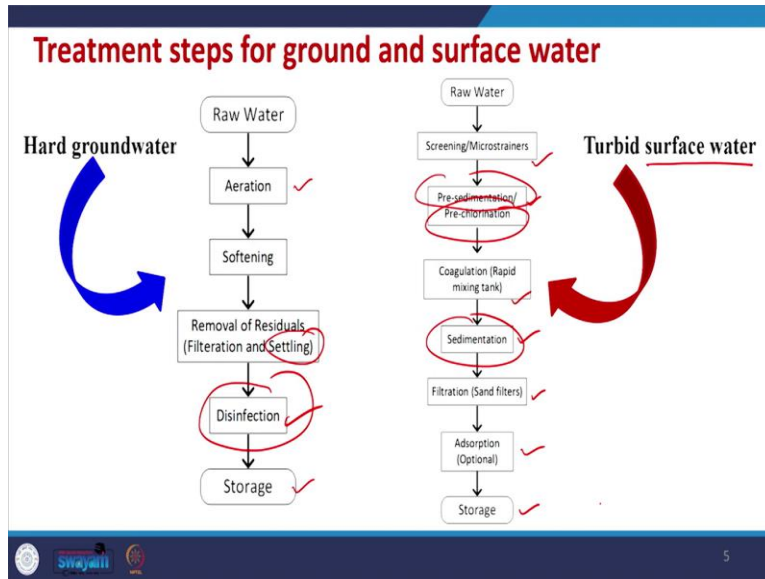 Treatment steps for ground and surface water
Hard groundwater
Raw Water
Aeration
Softening
Removal of Residuals
(Filteration and Settling)
Disinfection
Storage
Turbid surface water
Raw Water
Screening/Microstrainers
Pre-sedimentation/
Pre-chlorination
Coagulation (Rapid
mixing tank)
Sedimentation
Filtration (Sand filters)
Adsorption
(Optional)
Storage
swayam
5